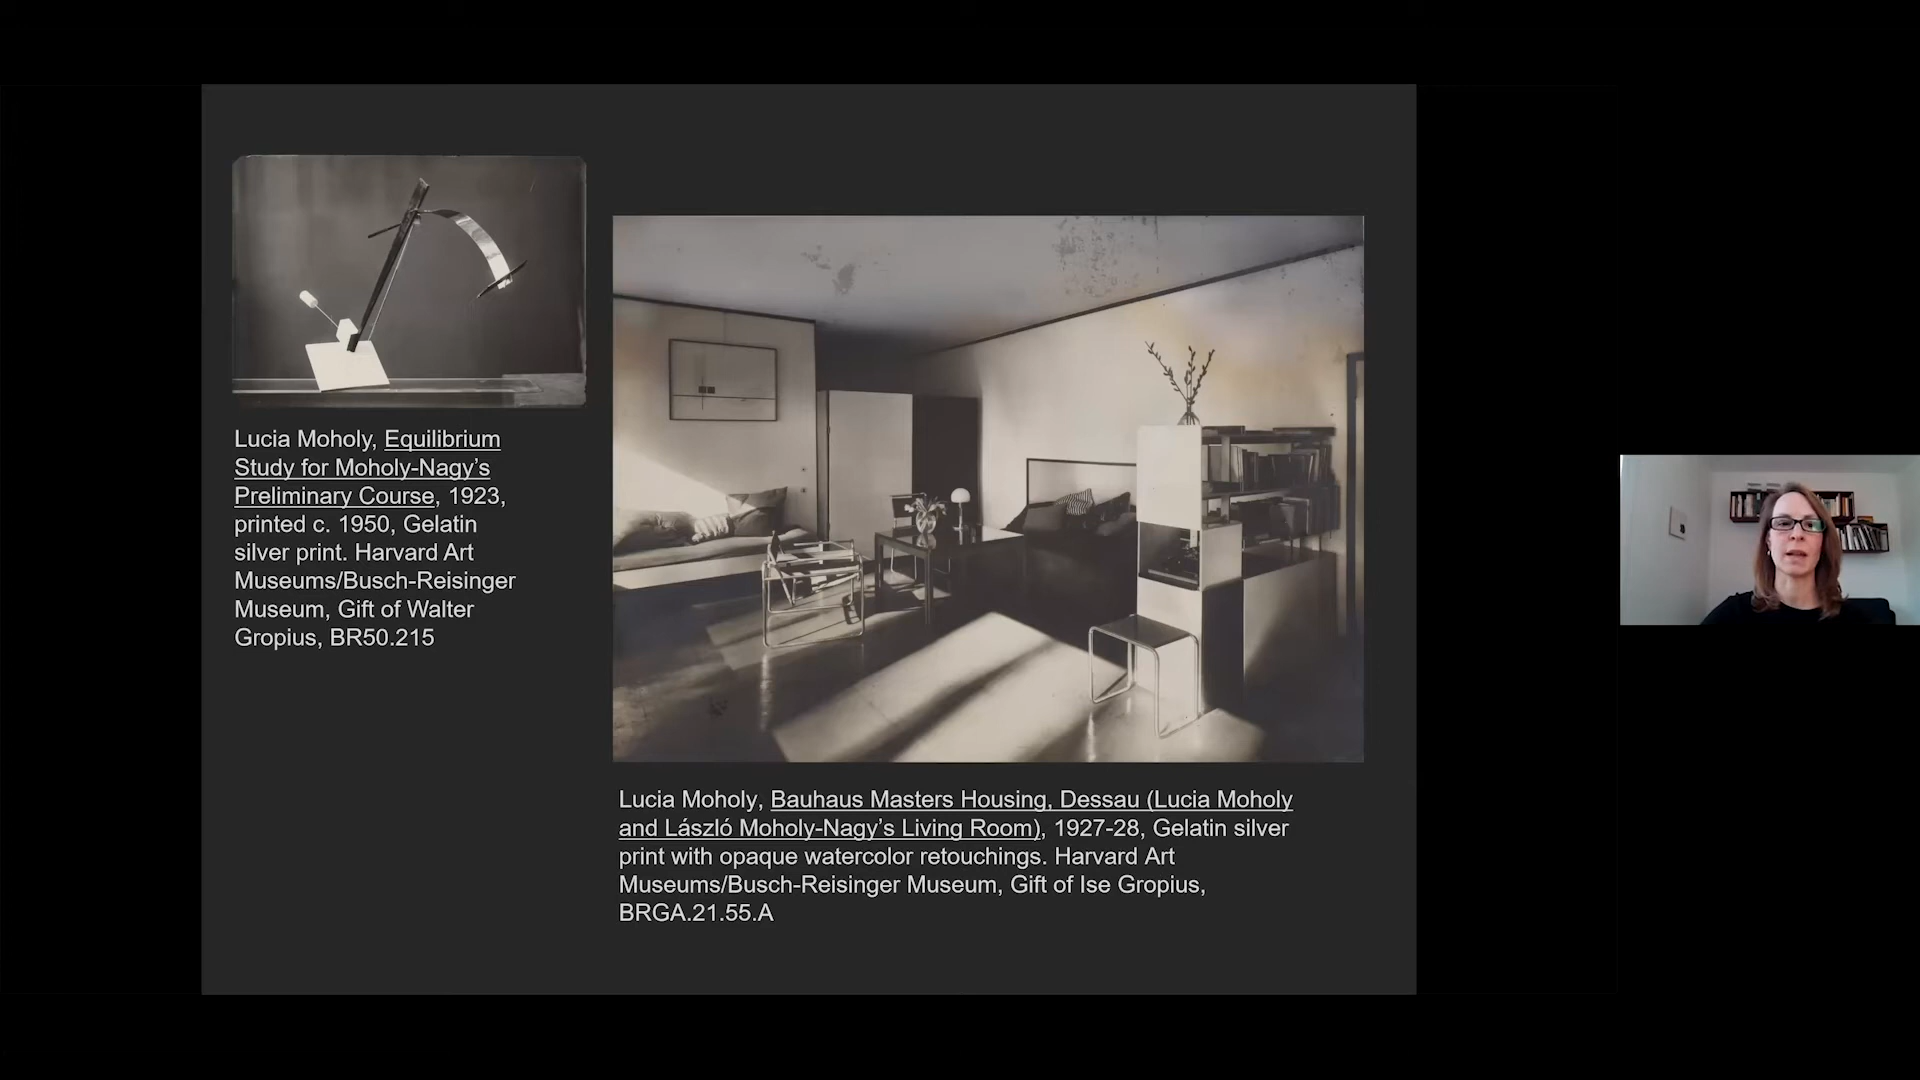 Lucia Moholy, Equilibrium
Study for Moholy-Nagy’s
Preliminary Course, 1923,
printed c. 1950, Gelatin
silver print. Harvard Art
Museums/Busch-Reisinger
Museum, Gift of Walter
Gropius, BR50.215
Lucia Moholy, Bauhaus Masters Housing, Dessau (Lucia Moholy
and László Moholy-Nagy’s Living Room), 1927-28, Gelatin silver
print with opaque watercolor retouchings. Harvard Art
Museums/Busch-Reisinger Museum, Gift of Ise Gropius,
BRGA.21.55.A